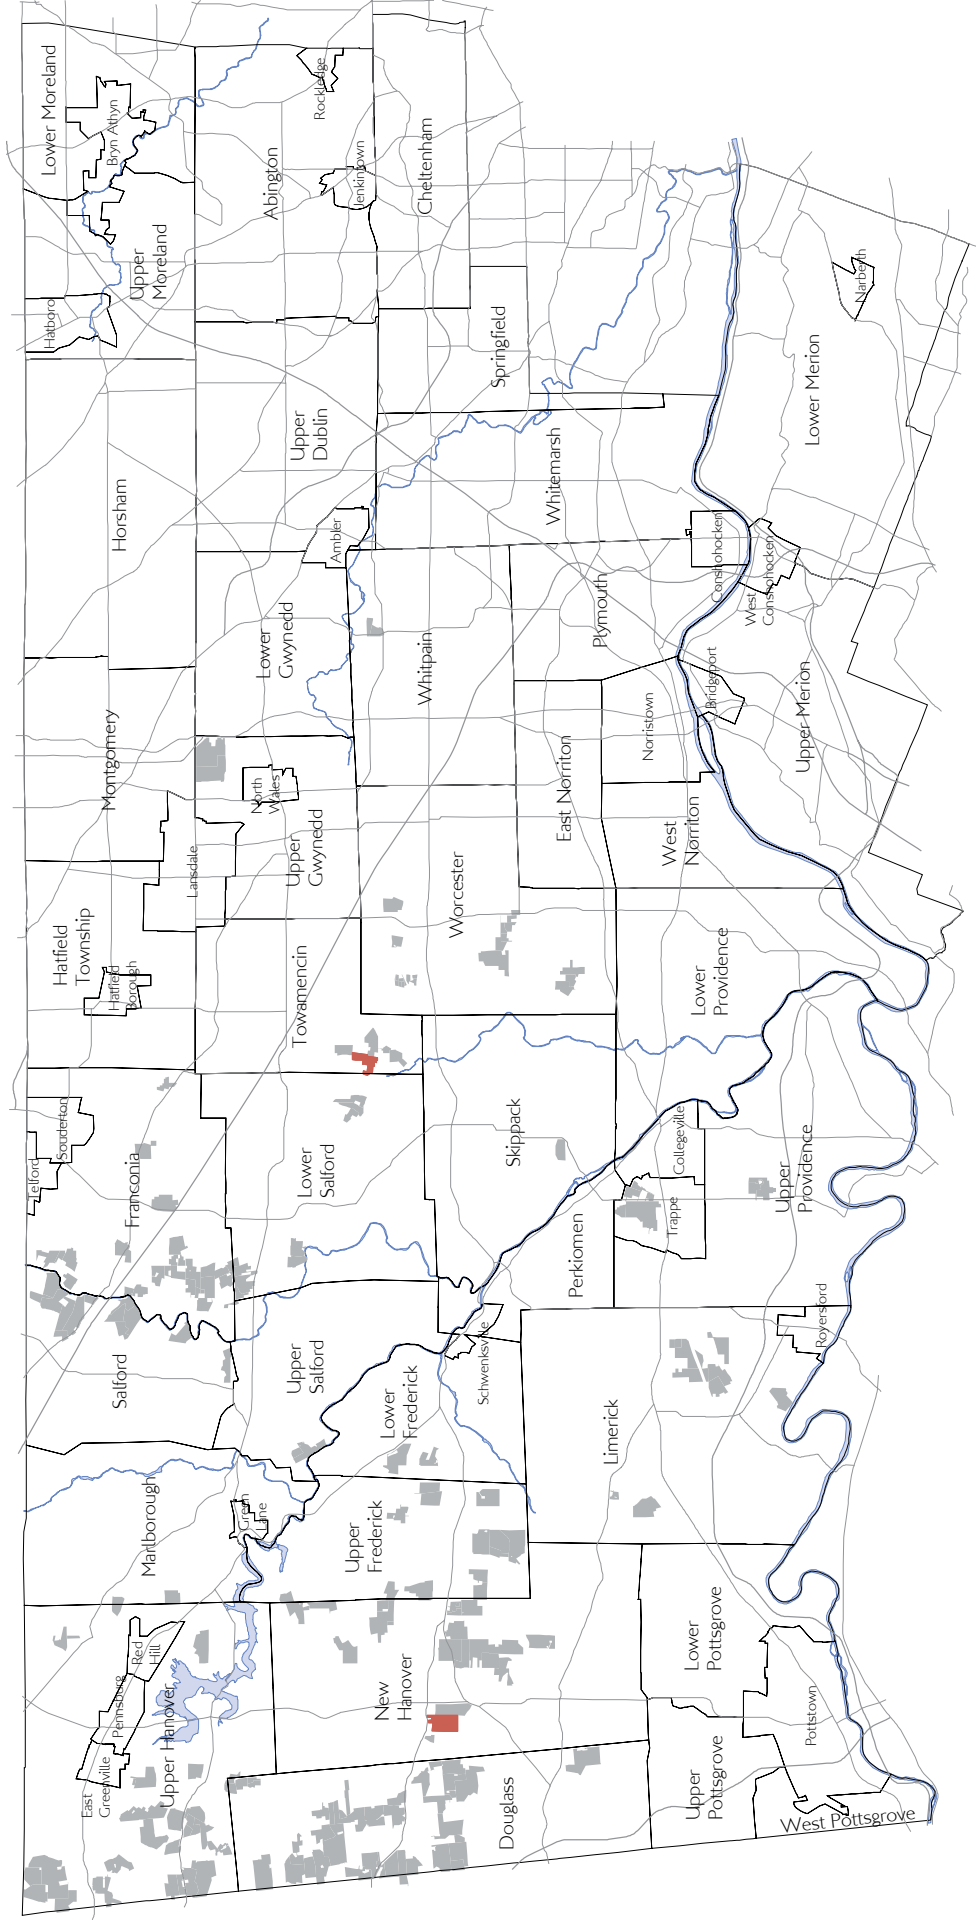 Lower Moreland
Bryn Athyn
Rockledge
Abington
Jenkintown
Cheltenham
Upper
Moreland
Hatboro
Narberth
Springfield
Lower Merion
Upper
Dublin
Whitemarsh
Horsham
Ambler
Conshohocken
West
Conshohocken
Plymouth
Lower
Gwynedd
Whitpain
Bridgeport
Norristown
Upper Merion
Montgomery
North
Wales
East Norriton
West
Norriton
Upper
Gwynedd
Lansdale
Worcester
Hatfield
Township
Hatfield
Borough
Towamencin
Lower
Providence
Souderton
Telford
Franconia
Lower
Salford
Skippack
Collegeville
Trappe
Upper
Providence
Perkiomen
Royersford
Salford
Upper
Salford
Schwenksville
Lower
Frederick
Limerick
Marlborough
Green
Lane
Upper
Frederick
Red
Hill
Pennsburg
Upper Hanover
New
Hanover
Lower
Pottsgrove
Pottstown
East
Greenville
Douglass
Upper
Pottsgrove
West Pottsgrove